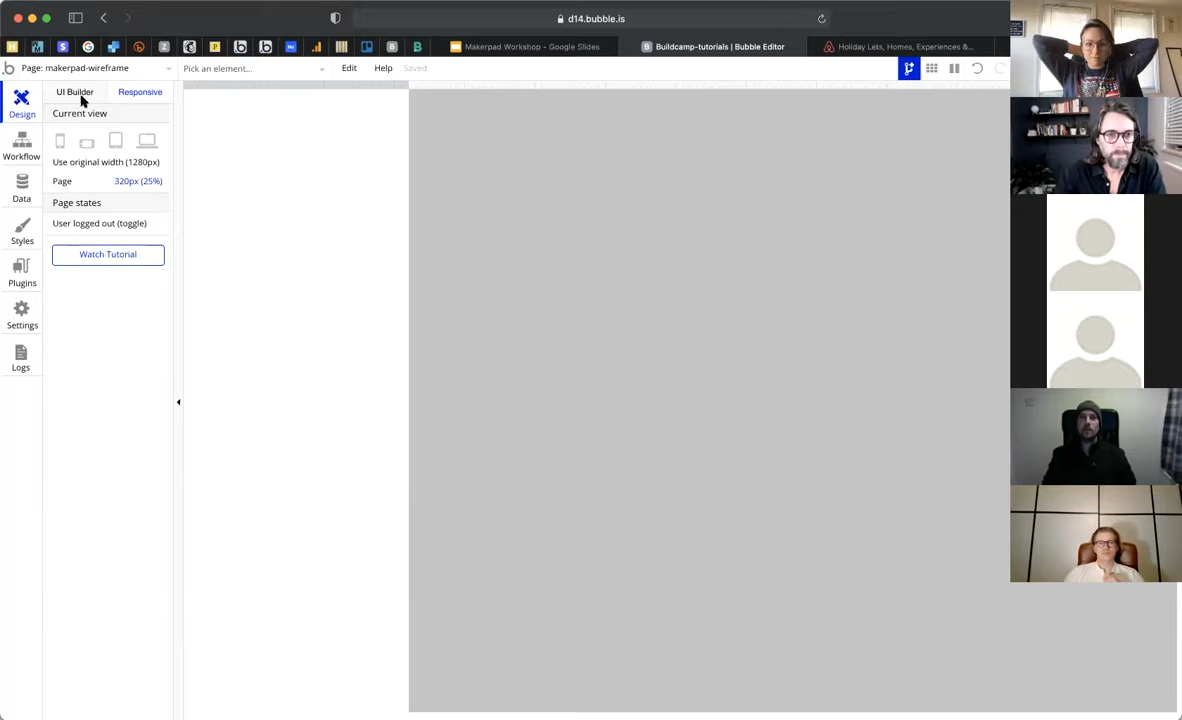 d14.bubble.is
Makerpad Workshop - Google Slides
Buildcamp-tutorials | Bubble Editor
Holiday Lets, Homes, Experiences &...
Page: makerpad-wireframe
Pick an element...
Edit
Help
Saved
Design
Workflow
Data
Styles
Plugins
Settings
Logs
UI Builder
Responsive
Current view
Use original width (1280px)
Page
320px (25%)
Page states
User logged out (toggle)
Watch Tutorial